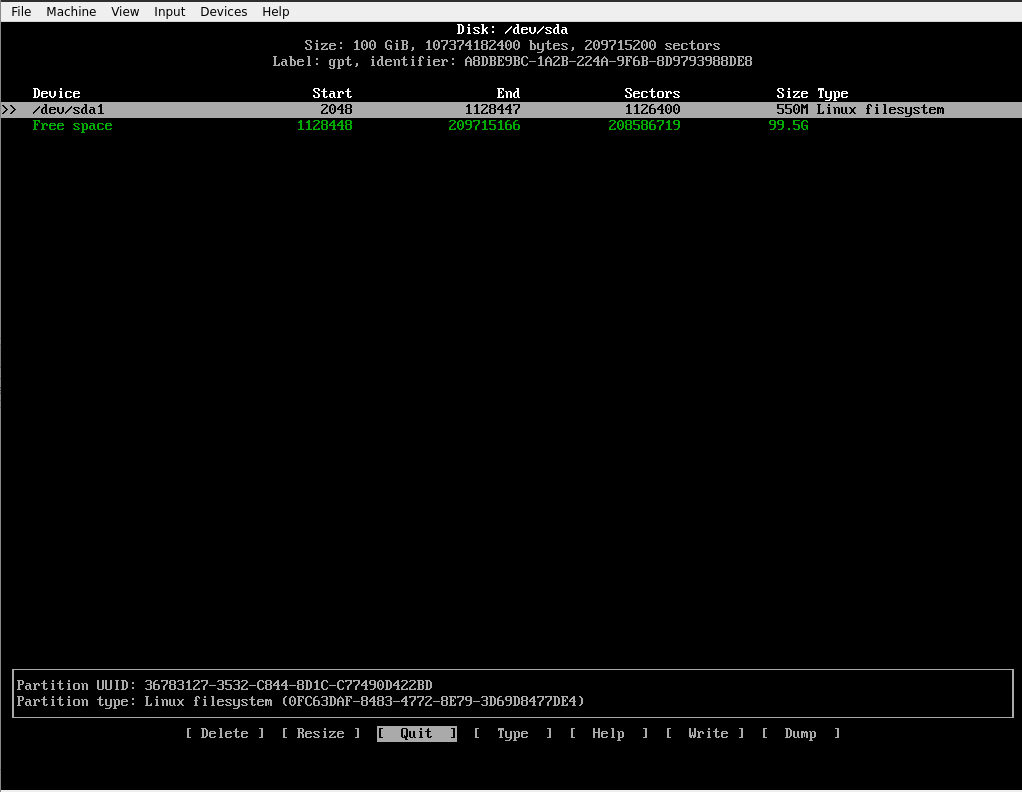 File Machine View Input Devices Help
Disk: /dev/sda
Size: 100 GiB, 107374182400 bytes, 209715200 sectors
Label: gpt, identifier: A8DBE9BC-1A2B-224A-9F6B-8D9793988DE8
Device Start End Sectors Size Type
>> /dev/sda1 2048 1128447 1126400 550M Linux filesystem
Free space 1128448 209715166 208586719 99.5G
Partition UUID: 36783127-3532-C844-8D1C-C77490D422BD
Partition type: Linux filesystem (0FC63DAF-8483-4772-8E79-3D69D8477DE4)
[ Delete ] [ Resize ] [ Quit ] [ Type ] [ Help ] [ Write ] [ Dump ]